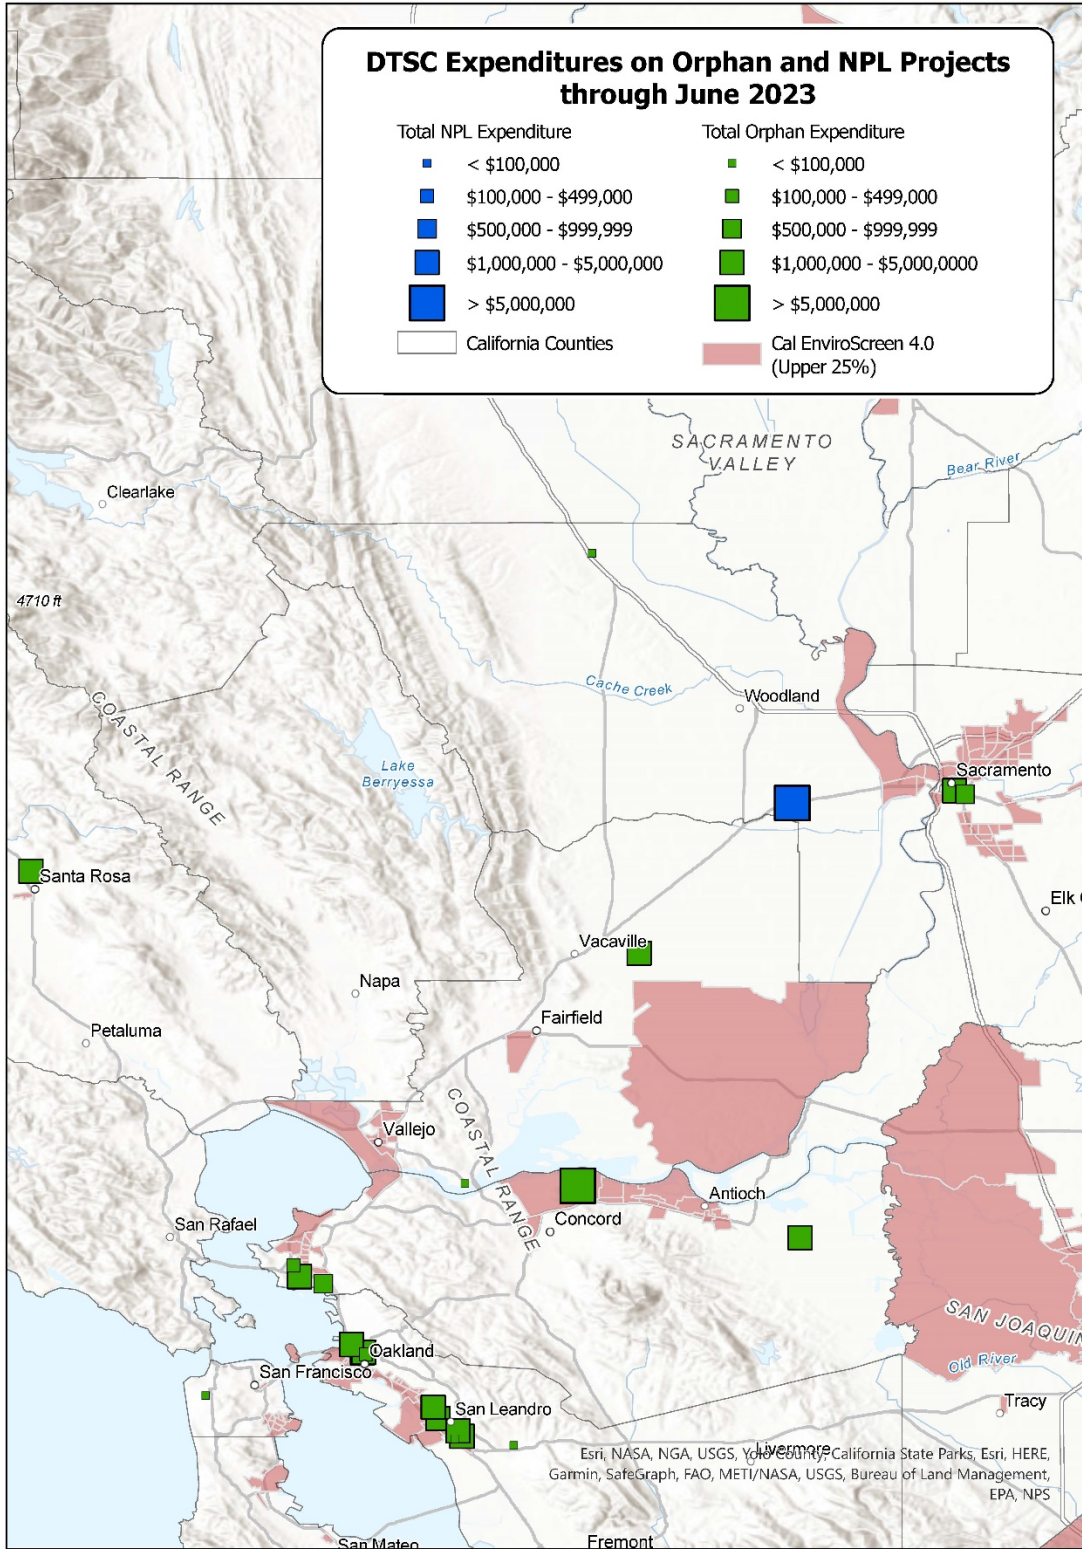 DTSC Expenditures on Orphan and NPL Projects
through June 2023
Total NPL Expenditure
< $100,000
$100,000 - $499,000
$500,000 - $999,999
$1,000,000 - $5,000,000
> $5,000,000
California Counties
Total Orphan Expenditure
< $100,000
$100,000 - $499,000
$500,000 - $999,999
$1,000,000 - $5,000,0000
> $5,000,000
Cal EnviroScreen 4.0
(Upper 25%)
SACRAMENTO
VALLEY
Bear River
Clearlake
4710 ft
Cache Creek
Woodland
COASTAL RANGE
Lake
Berryessa
Sacramento
Santa Rosa
Elk
Vacaville
Napa
Fairfield
Petaluma
COASTAL RANGE
Vallejo
Antioch
Concord
San Rafael
SAN JOAQUIN
Oakland
Old River
San Francisco
Tracy
San Leandro
Livermore
Esri, NASA, NGA, USGS, Yolo County, California State Parks, Esri, HERE,
Garmin, SafeGraph, FAO, METI/NASA, USGS, Bureau of Land Management,
EPA, NPS
San Mateo
Fremont